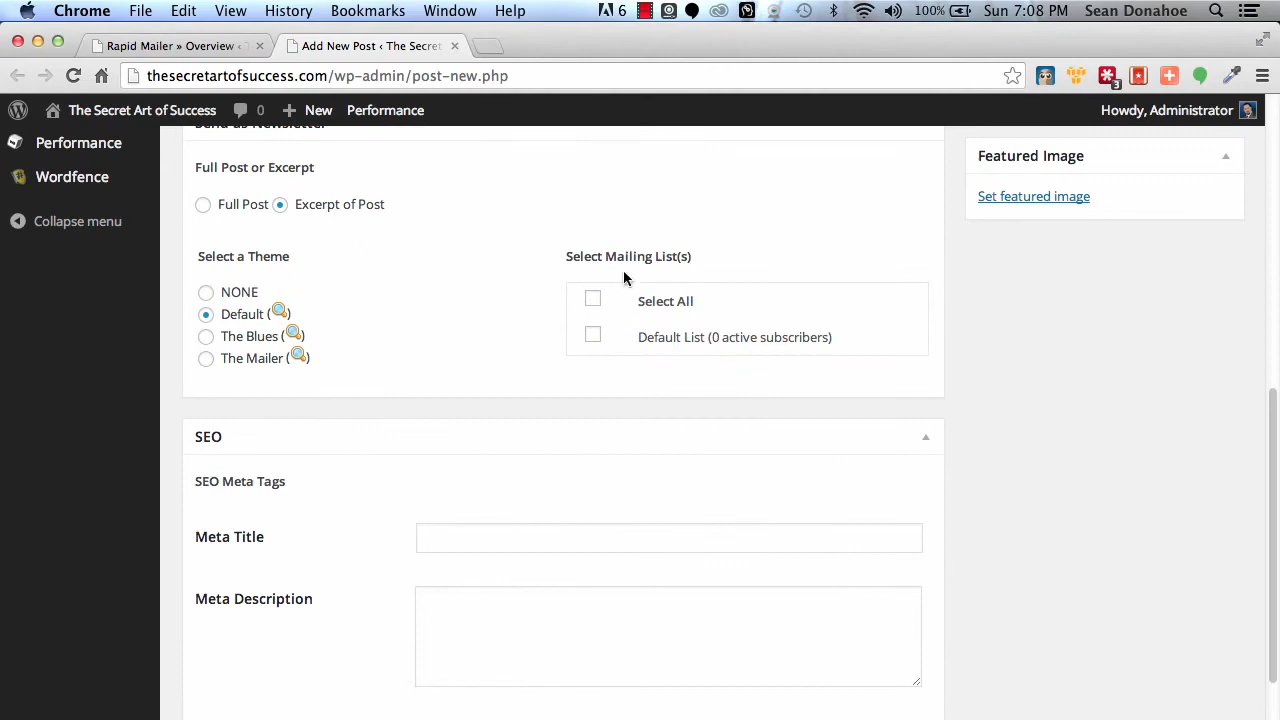 Chrome File Edit View History Bookmarks Window Help 6 100% Sun 7:08 PM Sean Donahoe
Rapid Mailer » Overview ‹ Add New Post ‹ The Secret
thesecretartofsuccess.com/wp-admin/post-new.php 3
The Secret Art of Success 0 New Performance Howdy, Administrator
Send as Newsletter
Performance
Wordfence
Collapse menu
Full Post or Excerpt
Full Post Excerpt of Post
Select a Theme
NONE
Default ( )
The Blues ( )
The Mailer ( )
Select Mailing List(s)
Select All
Default List (0 active subscribers)
Featured Image
Set featured image
SEO
SEO Meta Tags
Meta Title
Meta Description